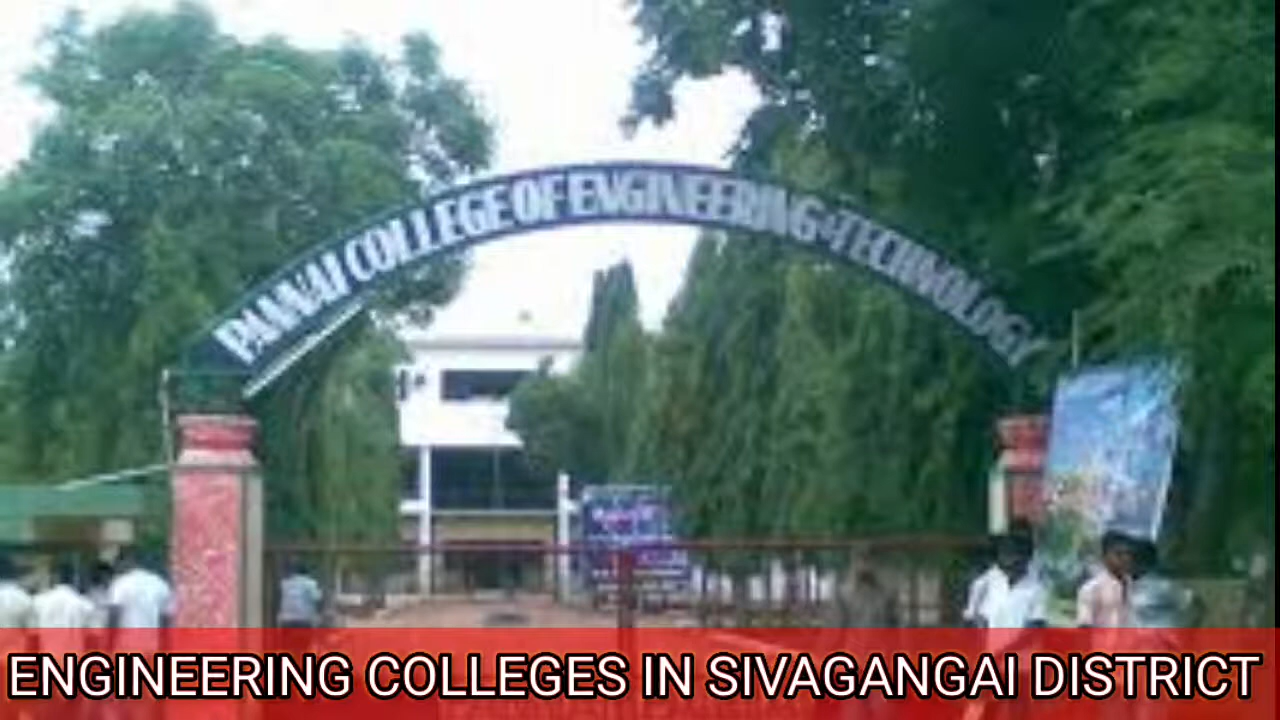 PANNAI COLLEGE OF ENGINEERING & TECHNOLOGY
ENGINEERING COLLEGES IN SIVAGANGAI DISTRICT